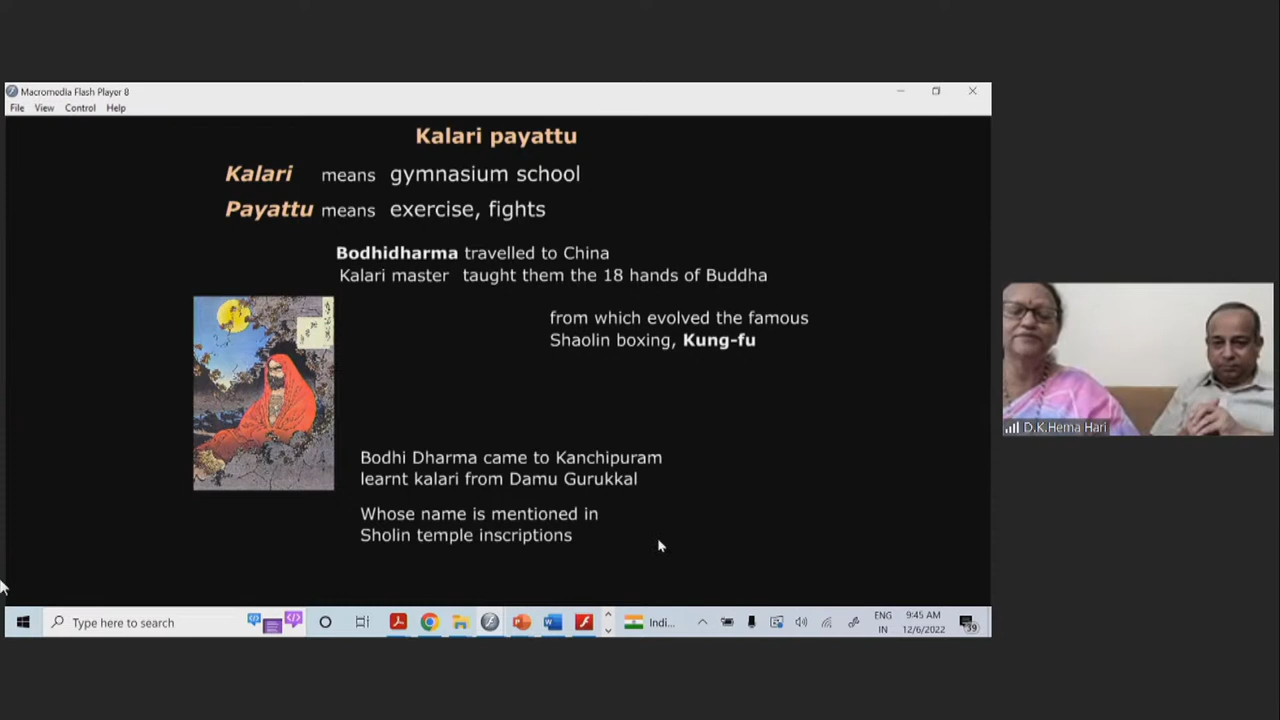 Macromedia Flash Player 8
File View Control Help
Kalari payattu
Kalari means gymnasium school
Payattu means exercise, fights
Bodhidharma travelled to China
Kalari master taught them the 18 hands of Buddha
from which evolved the famous
Shaolin boxing, Kung-fu
Bodhi Dharma came to Kanchipuram
learnt kalari from Damu Gurukkal
Whose name is mentioned in
Sholin temple inscriptions
D.K.Hema Hari
Type here to search
Indi...
ENG
IN
9:45 AM
12/6/2022
39